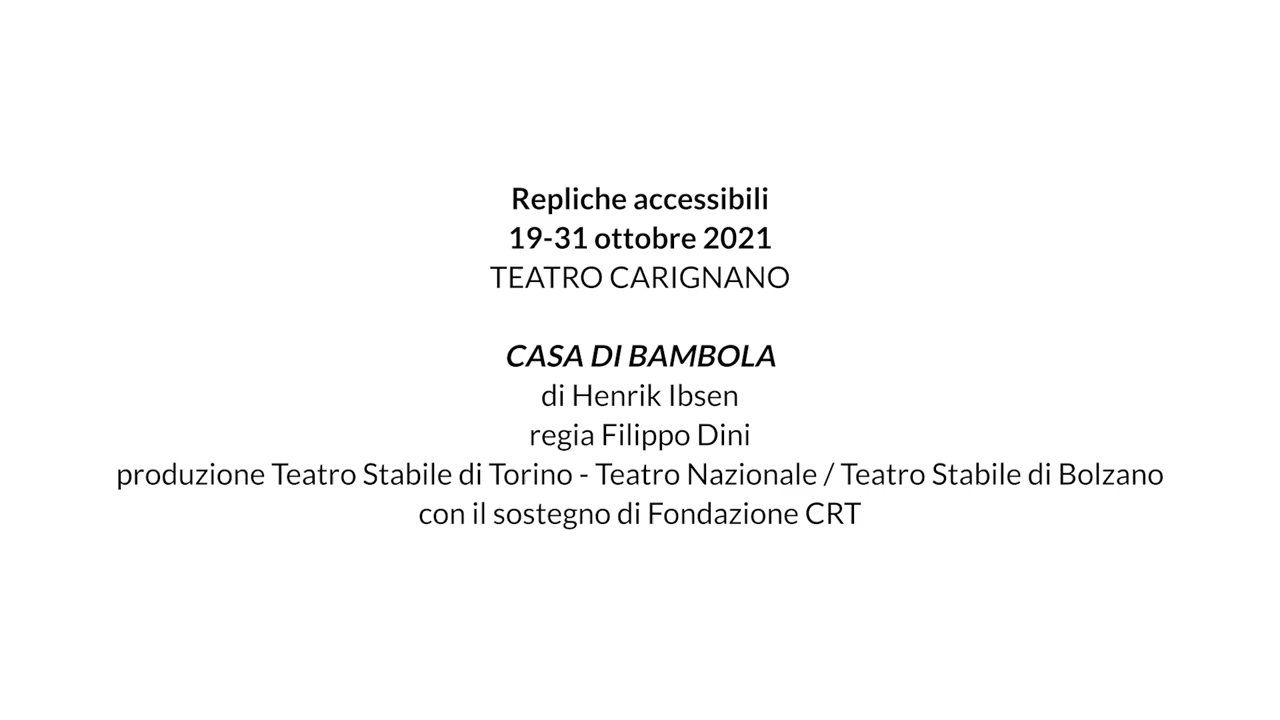 Repliche accessibili
19-31 ottobre 2021
TEATRO CARIGNANO
CASA DI BAMBOLA
di Henrik Ibsen
regia Filippo Dini
produzione Teatro Stabile di Torino - Teatro Nazionale / Teatro Stabile di Bolzano
con il sostegno di Fondazione CRT